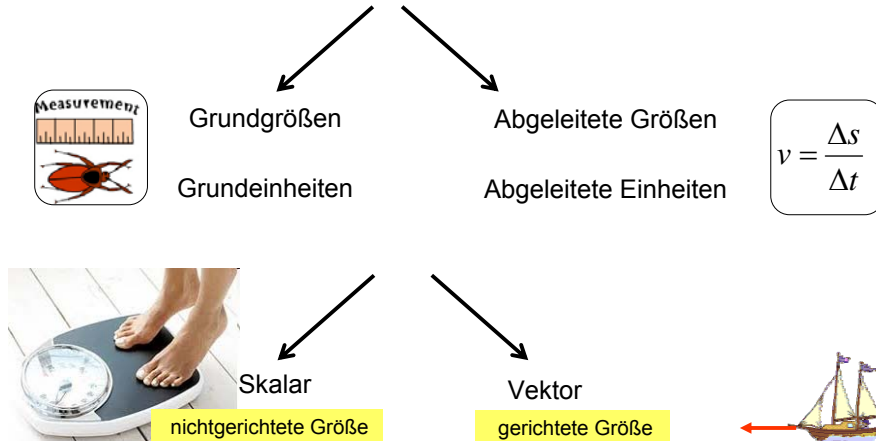 Measurement
Grundgrößen
Abgeleitete Größen
v = Δs / Δt
Grundeinheiten
Abgeleitete Einheiten
Skalar
Vektor
nichtgerichtete Größe
gerichtete Größe